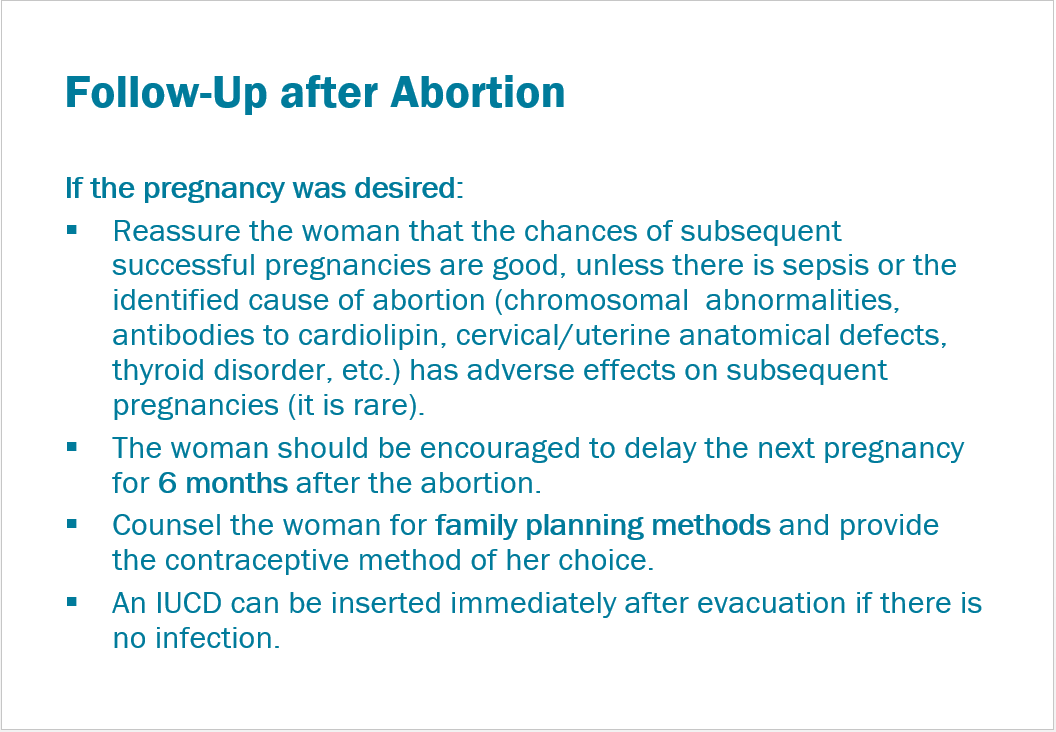 Follow-Up after Abortion
If the pregnancy was desired:
▪ Reassure the woman that the chances of subsequent
successful pregnancies are good, unless there is sepsis or the
identified cause of abortion (chromosomal  abnormalities,
antibodies to cardiolipin, cervical/uterine anatomical defects,
thyroid disorder, etc.) has adverse effects on subsequent
pregnancies (it is rare).
▪ The woman should be encouraged to delay the next pregnancy
for 6 months after the abortion.
▪ Counsel the woman for family planning methods and provide
the contraceptive method of her choice.
▪ An IUCD can be inserted immediately after evacuation if there is
no infection.